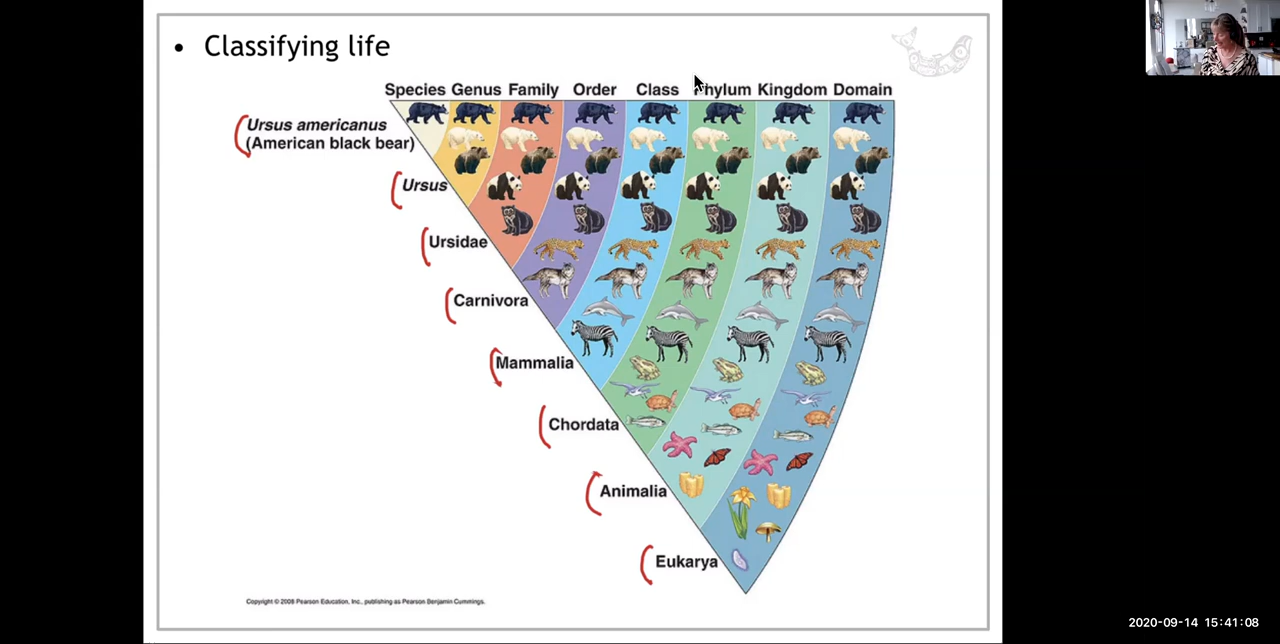 • Classifying life
Species Genus Family Order Class Phylum Kingdom Domain
Ursus americanus
(American black bear)
Ursus
Ursidae
Carnivora
Mammalia
Chordata
Animalia
Eukarya
Copyright © 2008 Pearson Education, Inc., publishing as Pearson Benjamin Cummings.
2020-09-14 15:41:08